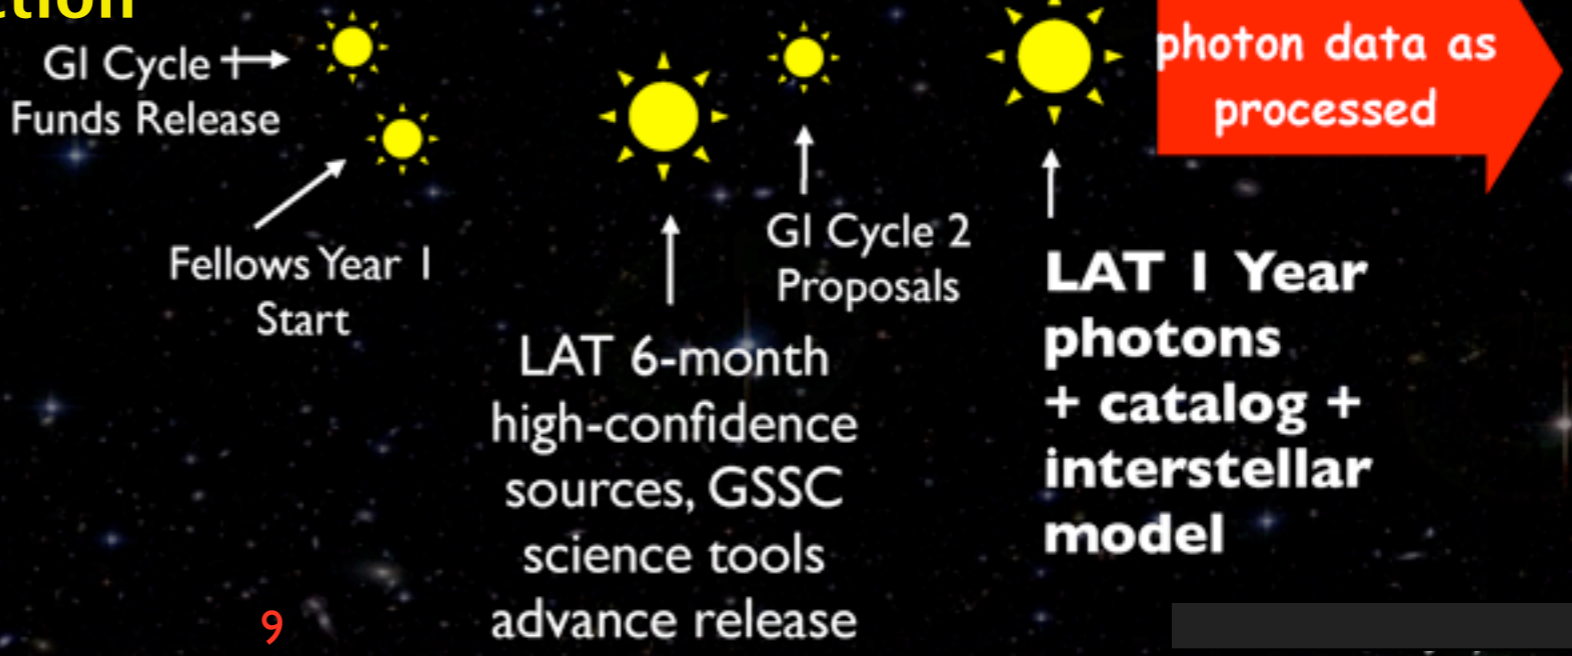 GI Cycle 1
Funds Release
Fellows Year 1
Start
LAT 6-month
high-confidence
sources, GSSC
science tools
advance release
GI Cycle 2
Proposals
LAT 1 Year
photons
+ catalog +
interstellar
model
photon data as
processed
9